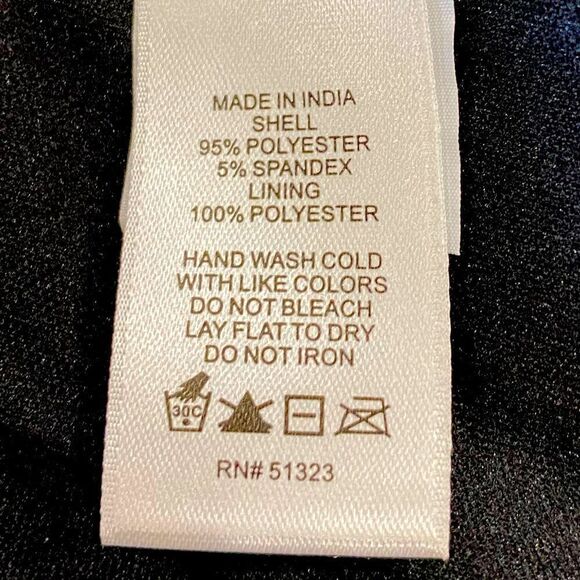 MADE IN INDIA
SHELL
95% POLYESTER
5% SPANDEX
LINING
100% POLYESTER
HAND WASH COLD
WITH LIKE COLORS
DO NOT BLEACH
LAY FLAT TO DRY
DO NOT IRON
30C
RN# 51323